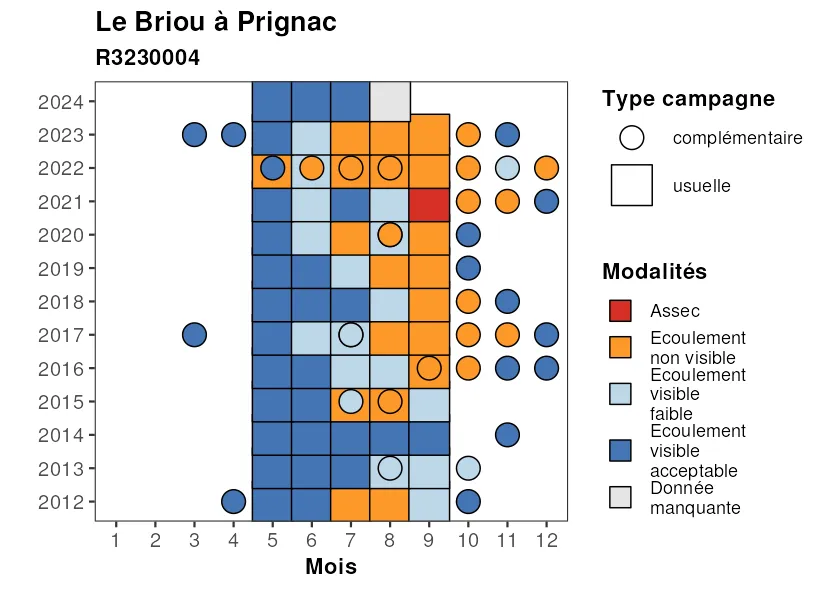 Le Briou à Prignac
R3230004
2024
2023
2022
2021
2020
2019
2018
2017
2016
2015
2014
2013
2012
1 2 3 4 5 6 7 8 9 10 11 12
Mois
Type campagne
complémentaire
usuelle
Modalités
Assec
Ecoulement
non visible
Ecoulement
visible
faible
Ecoulement
visible
acceptable
Donnée
manquante